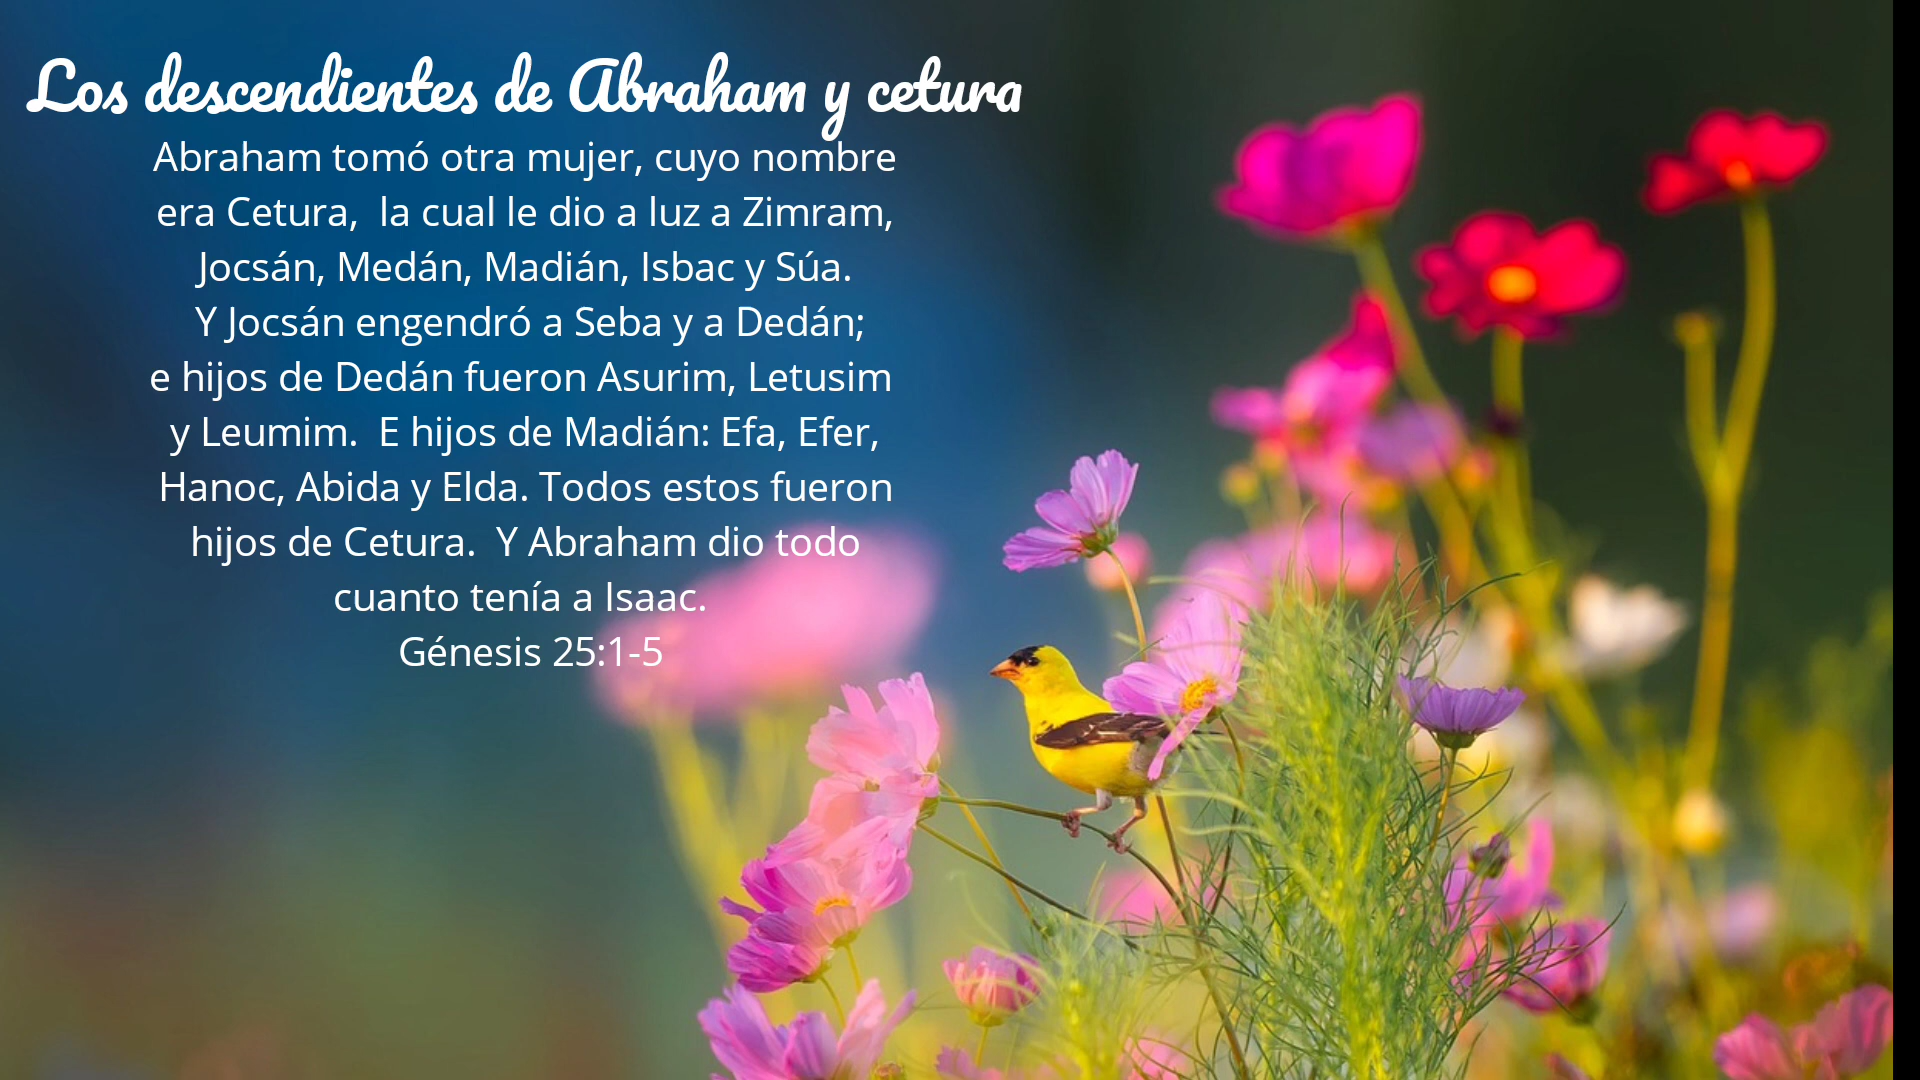 Los descendientes de Abraham y cetura
Abraham tomó otra mujer, cuyo nombre
era Cetura,  la cual le dio a luz a Zimram,
Jocsán, Medán, Madián, Isbac y Súa.
Y Jocsán engendró a Seba y a Dedán;
e hijos de Dedán fueron Asurim, Letusim
y Leumim.  E hijos de Madián: Efa, Efer,
Hanoc, Abida y Elda. Todos estos fueron
hijos de Cetura.  Y Abraham dio todo
cuanto tenía a Isaac.
Génesis 25:1-5